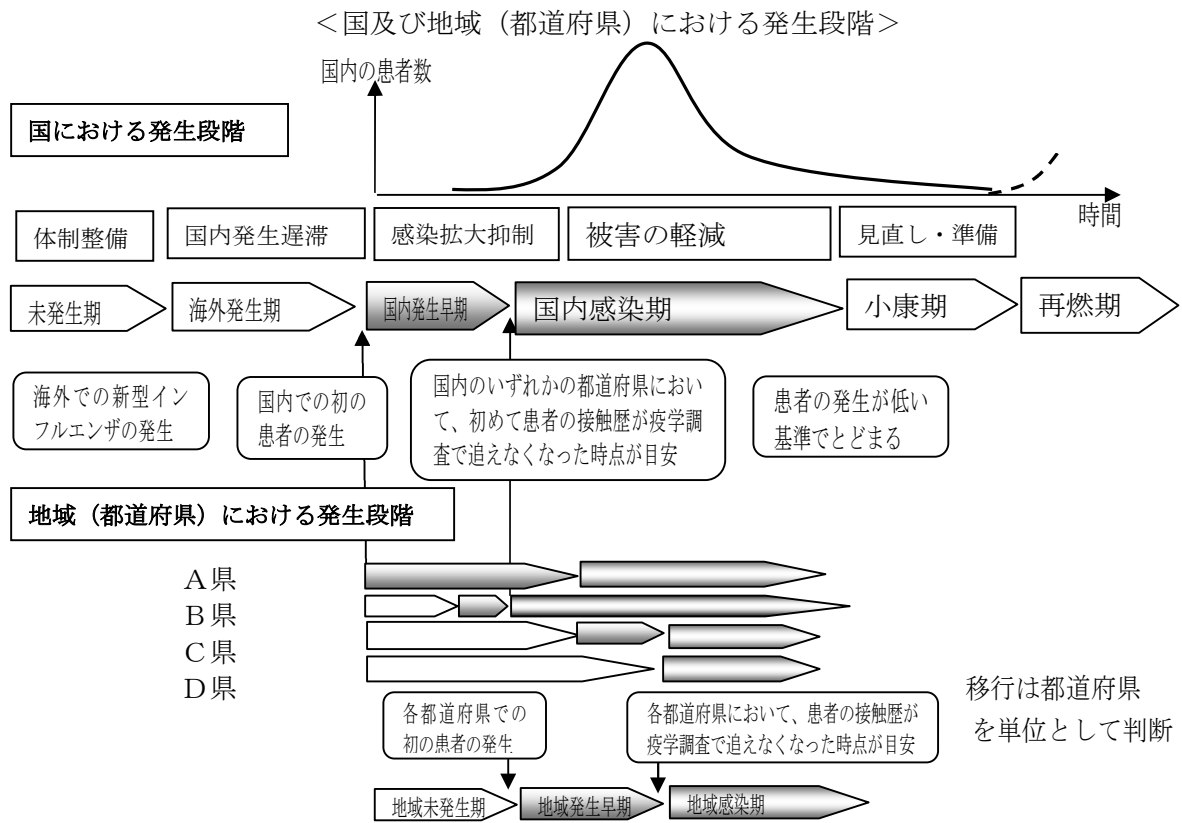 ＜国及び地域（都道府県）における発生段階＞
国内の患者数
国における発生段階
時間
体制整備
国内発生遅滞
感染拡大抑制
被害の軽減
見直し・準備
未発生期
海外発生期
国内発生早期
国内感染期
小康期
再燃期
海外での新型イン
フルエンザの発生
国内での初の
患者の発生
国内のいずれかの都道府県におい
て、初めて患者の接触歴が疫学調
査で追えなくなった時点が目安
患者の発生が低い
基準でとどまる
地域（都道府県）における発生段階
Ａ県
Ｂ県
Ｃ県
Ｄ県
各都道府県での
初の患者の発生
各都道府県において、患者の接触歴が
疫学調査で追えなくなった時点が目安
移行は都道府県
を単位として判断
地域未発生期
地域発生早期
地域感染期